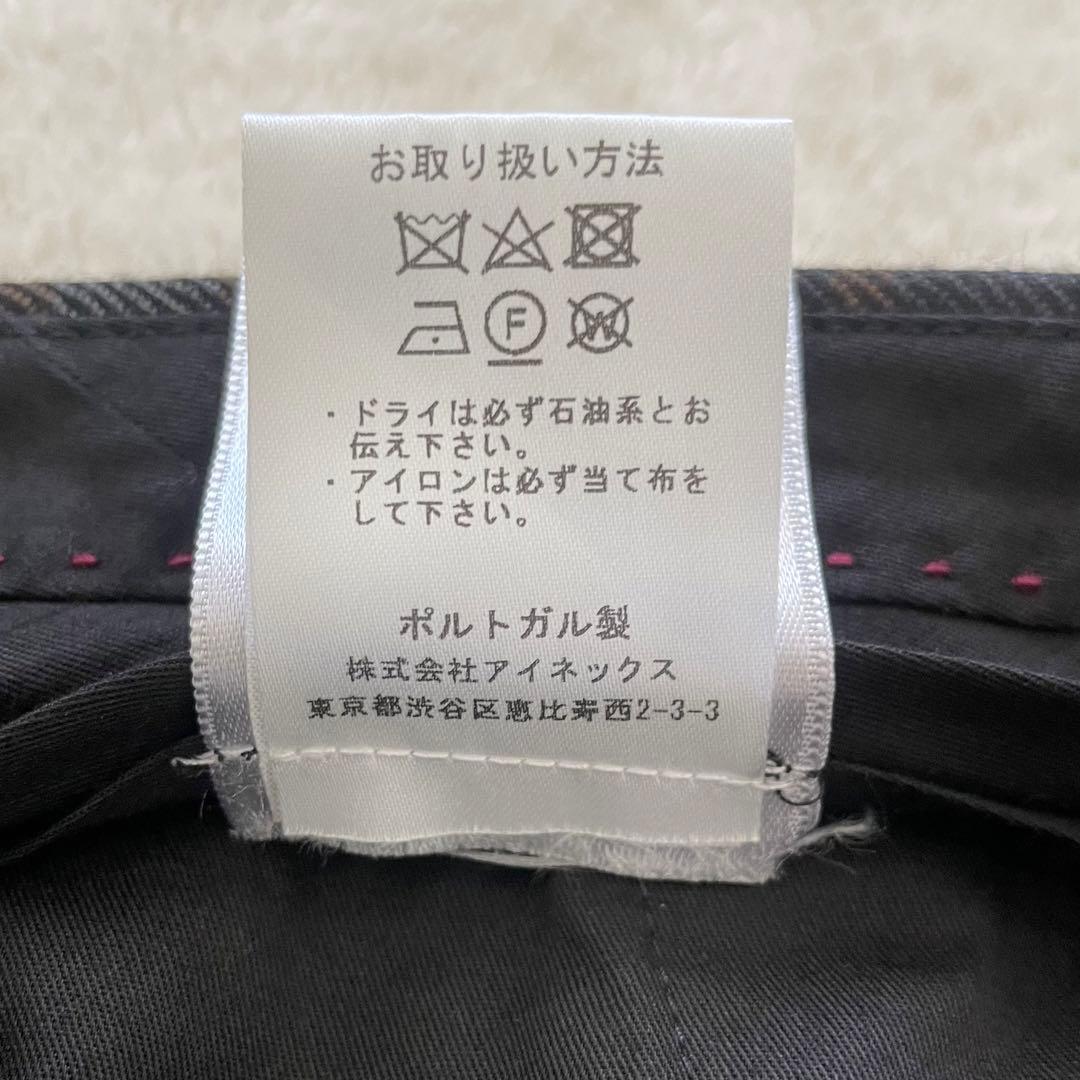 お取り扱い方法
F
W
・ドライは必ず石油系とお
伝え下さい。
・アイロンは必ず当て布を
して下さい。
ポルトガル製
株式会社アイネックス
東京都渋谷区恵比寿西2-3-3